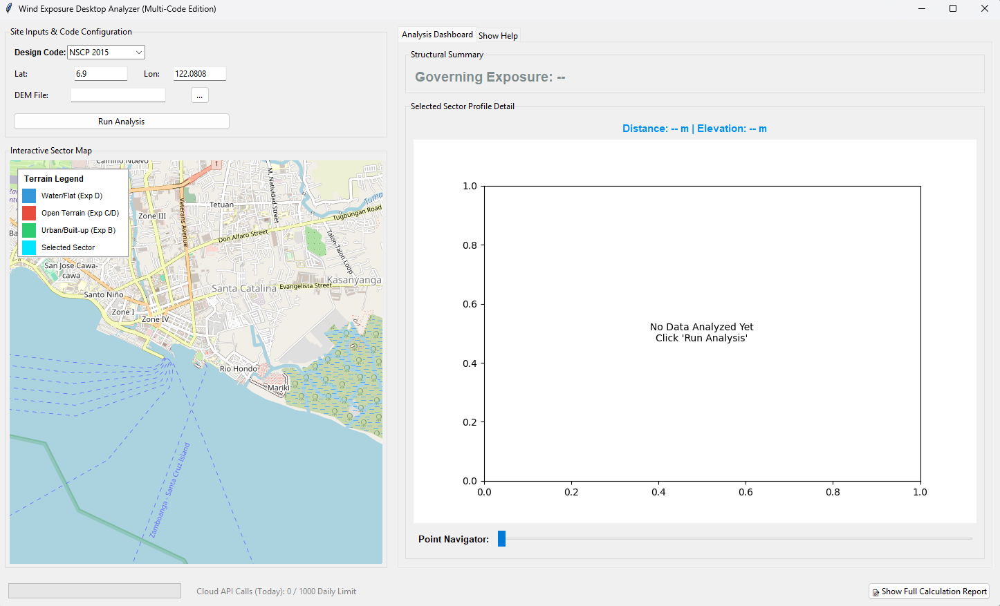 Wind Exposure Desktop Analyzer (Multi-Code Edition)
Site Inputs & Code Configuration
Design Code: NSCP 2015
Lat: 6.9 Lon: 122.0808
DEM File: ...
Run Analysis
Interactive Sector Map
Camino Nuevo
1
Terrain Legend
Water/Flat (Exp D)
Open Terrain (Exp C/D)
Urban/Built-up (Exp B)
Selected Sector
M. Natividad Street
Tetuan
Zone III
Veterans Avenue
Tugbungan Road
Don Alfaro Street
Talon-Talon Loop
San Jose Cawa-
cawa
Kasanyanga
Santa Catalina
Evangelista Street
Santo Niño
Zone I
Zone IV
Rio Hondo
Mariki
Zamboanga - Santa Cruz Island
Analysis Dashboard Show Help
Structural Summary
Governing Exposure: --
Selected Sector Profile Detail
Distance: -- m | Elevation: -- m
1.0
0.8
0.6
0.4
0.2
0.0
No Data Analyzed Yet
Click 'Run Analysis'
0.0 0.2 0.4 0.6 0.8 1.0
Point Navigator:
Cloud API Calls (Today): 0 / 1000 Daily Limit
Show Full Calculation Report